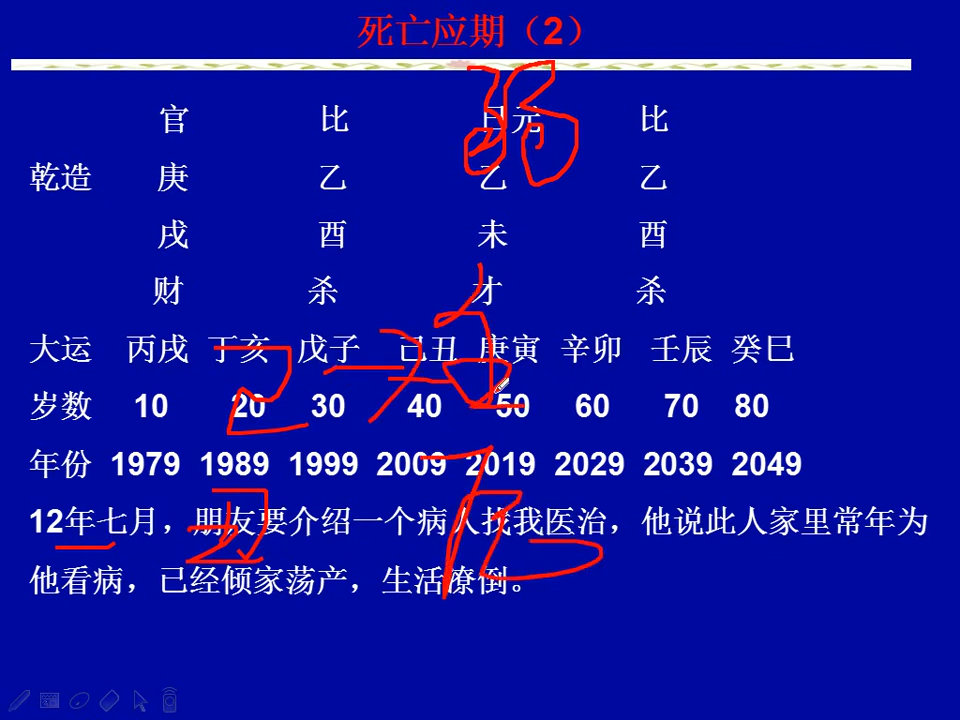 死亡应期（2）
官 比 日元 比
乾造 庚 乙 乙 乙
戌 酉 未 酉
财 杀 才 杀
大运 丙戌 丁亥 戊子 己丑 庚寅 辛卯 壬辰 癸巳
岁数 10 20 30 40 50 60 70 80
年份 1979 1989 1999 2009 2019 2029 2039 2049
12年七月，朋友要介绍一个病人找我医治，他说此人家里常年为
他看病，已经倾家荡产，生活潦倒。
弱
己
丑